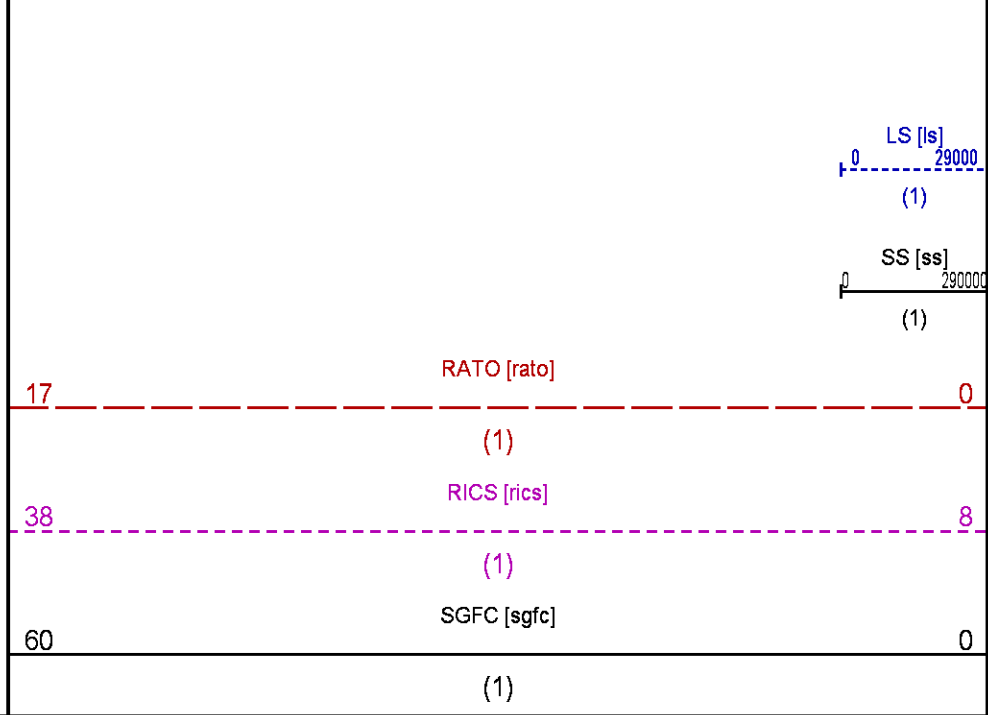 LS [ls]
0 29000
(1)
SS [ss]
0 290000
(1)
RATO [rato]
17 0
(1)
RICS [rics]
38 8
(1)
SGFC [sgfc]
60 0
(1)